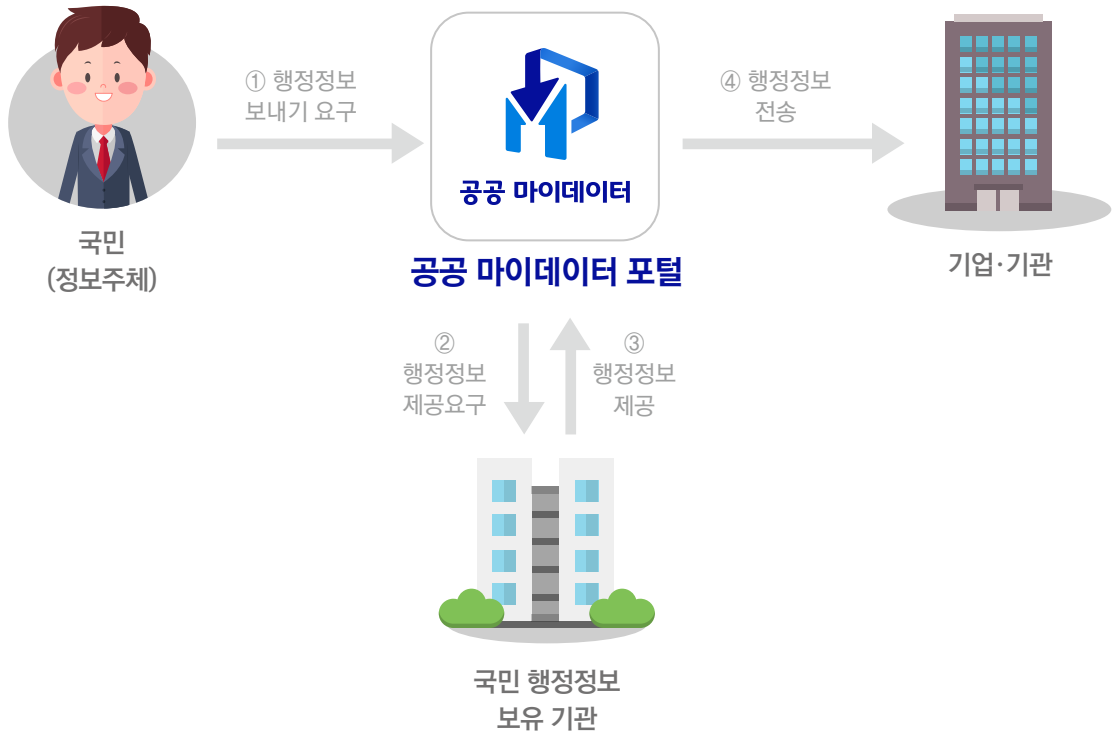 ① 행정정보
보내기 요구
공공 마이데이터
④ 행정정보
전송
국민
(정보주체)
공공 마이데이터 포털
기업·기관
②
행정정보
제공요구
③
행정정보
제공
국민 행정정보
보유 기관